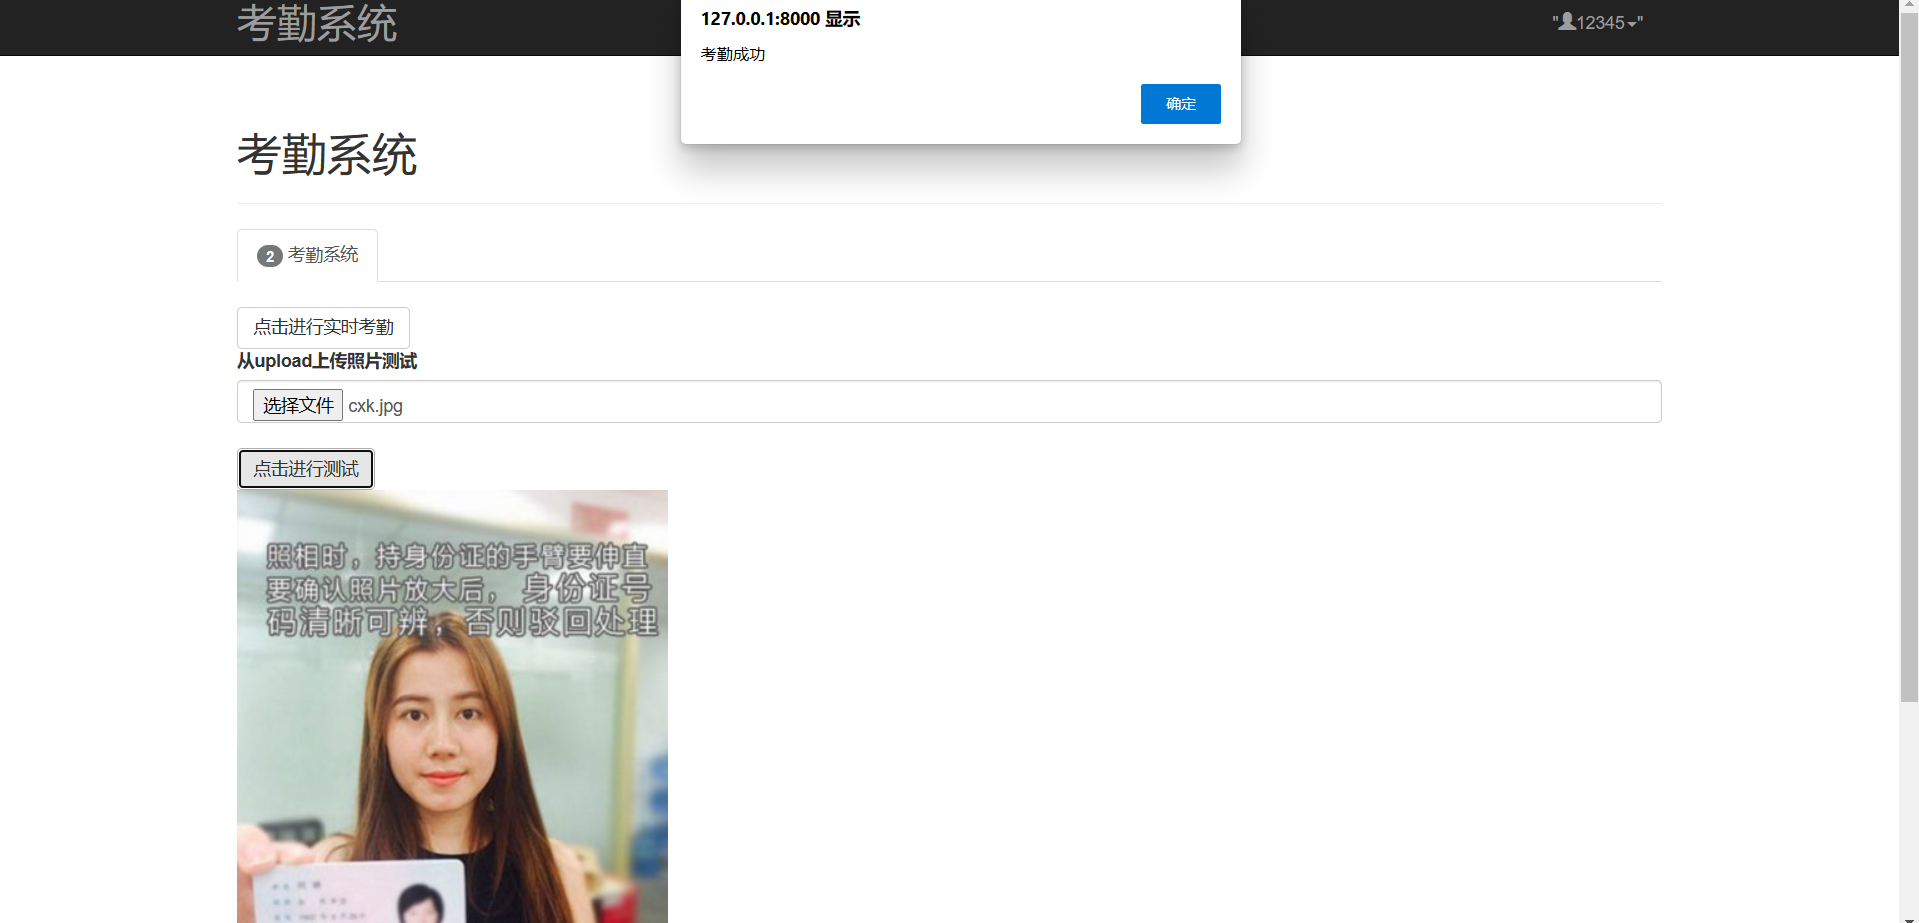 考勤系统
"12345"
127.0.0.1:8000 显示
考勤成功
确定
考勤系统
2 考勤系统
点击进行实时考勤
从upload上传照片测试
选择文件 cxk.jpg
点击进行测试
照相时，持身份证的手臂要伸直
要确认照片放大后，身份证号
码清晰可辨，否则驳回处理